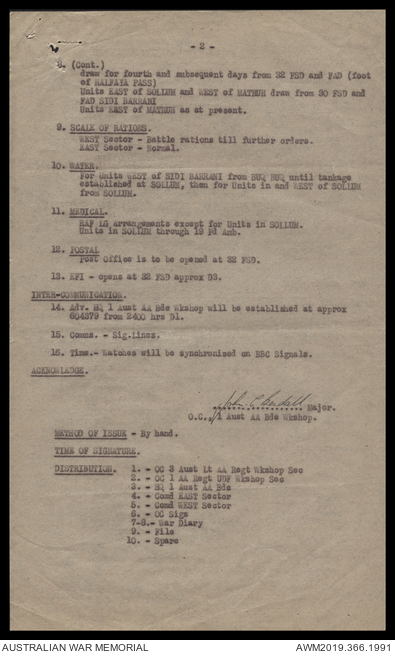 - 2 -
8. (Cont.)
draw for fourth and subsequent days from 32 FSD and FAD (foot
of HALFAYA PASS)
Units EAST of SOLLUM and WEST of MATRUH draw from 30 FSD and
FAD SIDI BARRANI
Units EAST of MATRUH as at present.
9. SCALE OF RATIONS.
WEST Sector - Battle rations till further orders.
EAST Sector - Normal.
10. WATER.
For Units WEST of SIDI BARRANI from BUQ BUQ until tankage
established at SOLLUM, then for Units in and WEST of SOLLUM
from SOLLUM.
11. MEDICAL.
RAF LG arrangements except for Units in SOLLUM.
Units in SOLLUM through 19 Fd Amb.
12. POSTAL
Post Office is to be opened at 32 FSD.
13. EFI - opens at 32 FSD approx D3.
INTER-COMMUNICATION.
14. Adv. HQ 1 Aust AA Bde Wkshop will be established at approx
604379 from 2400 hrs D1.
15. Comms. - Sig.lines.
16. Time.- Watches will be synchronised on BBC Signals.
ACKNOWLEDGE.
John C Kendall Major.
O.C., 1 Aust AA Bde Wkshop.
METHOD OF ISSUE - By hand.
TIME OF SIGNATURE.
DISTRIBUTION. 1. - OC 3 Aust Lt AA Regt Wkshop Sec
2. - OC 1 AA Regt UDF Wkshop Sec
3. - HQ 1 Aust AA Bde
4. - Comd EAST Sector
5. - Comd WEST Sector
6. - OC Sigs
7-8.- War Diary
9. - File
10. - Spare
AUSTRALIAN WAR MEMORIAL
AWM2019.366.1991